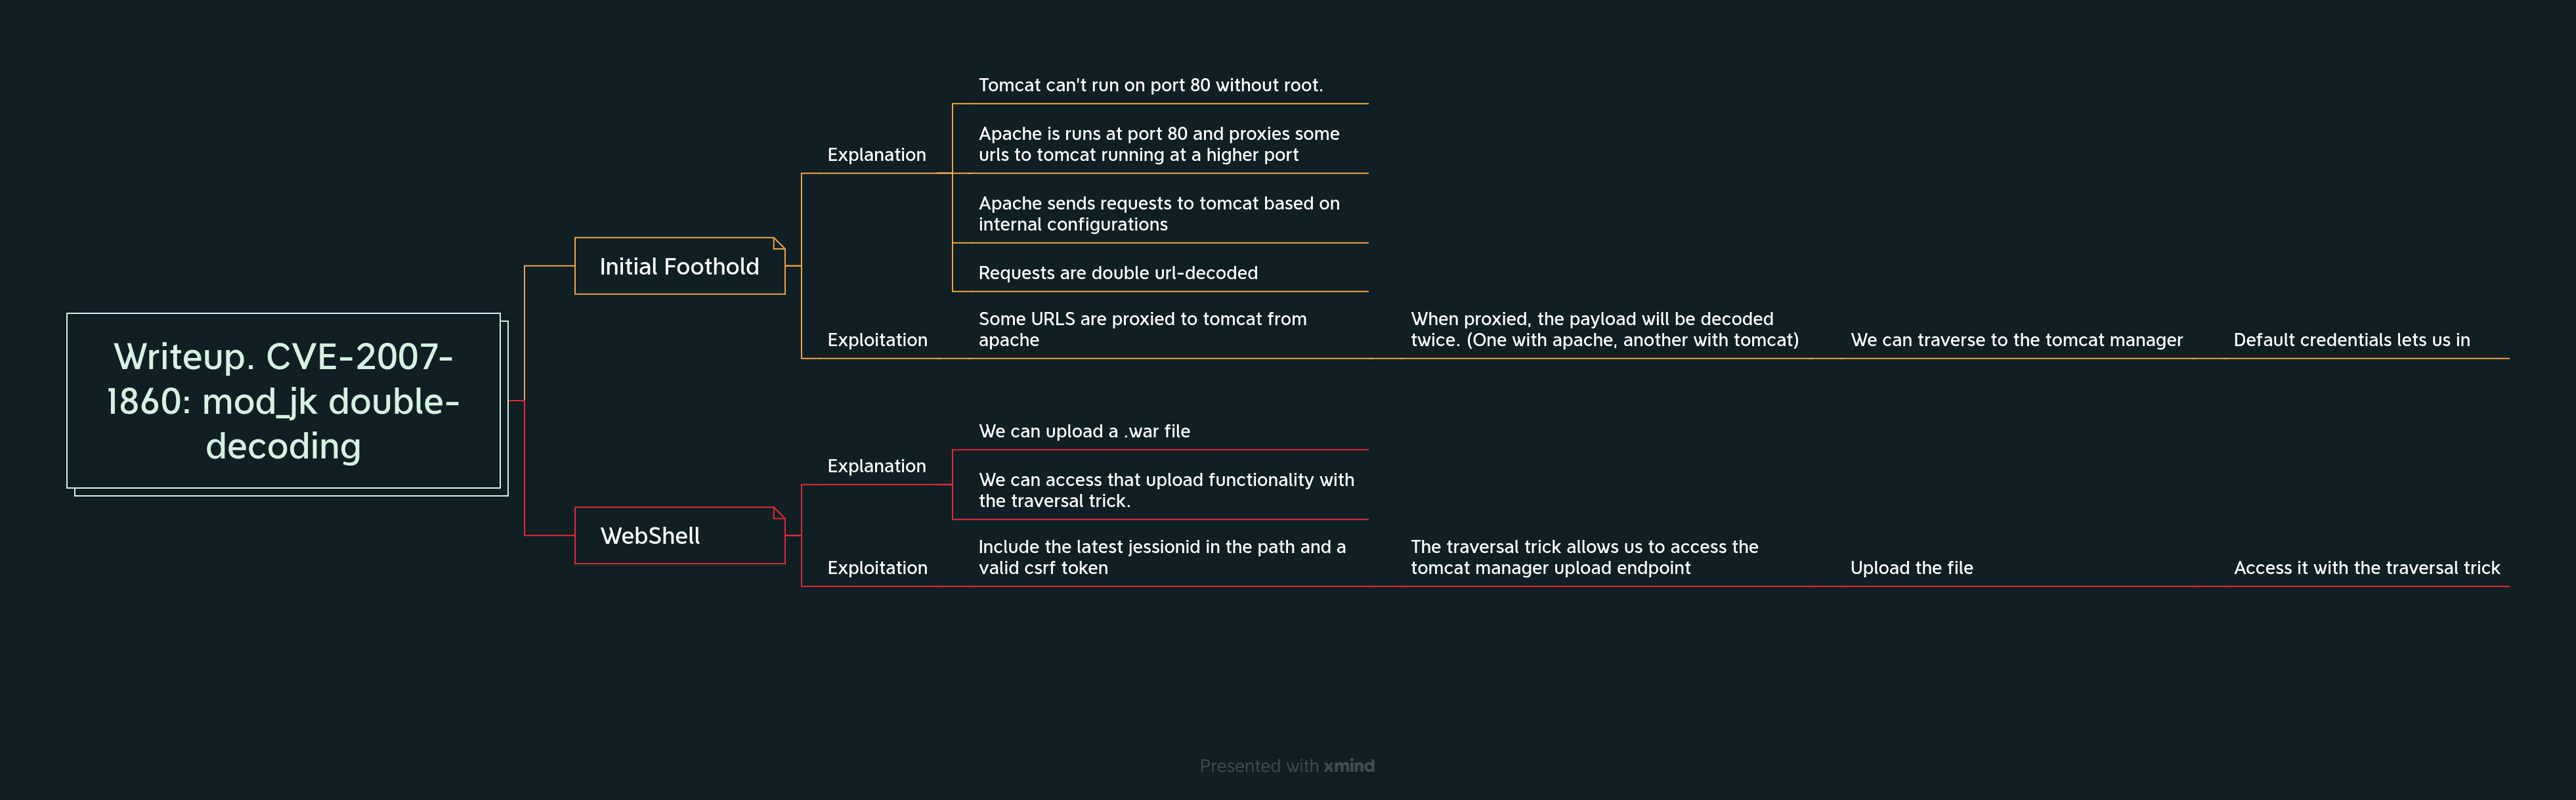 Writeup. CVE-2007-
1860: mod_jk double-
decoding
Initial Foothold
Explanation
Tomcat can't run on port 80 without root.
Apache is runs at port 80 and proxies some
urls to tomcat running at a higher port
Apache sends requests to tomcat based on
internal configurations
Requests are double url-decoded
Exploitation
Some URLS are proxied to tomcat from
apache
When proxied, the payload will be decoded
twice. (One with apache, another with tomcat)
We can traverse to the tomcat manager
Default credentials lets us in
WebShell
Explanation
We can upload a .war file
We can access that upload functionality with
the traversal trick.
Exploitation
Include the latest jessionid in the path and a
valid csrf token
The traversal trick allows us to access the
tomcat manager upload endpoint
Upload the file
Access it with the traversal trick
Presented with xmind